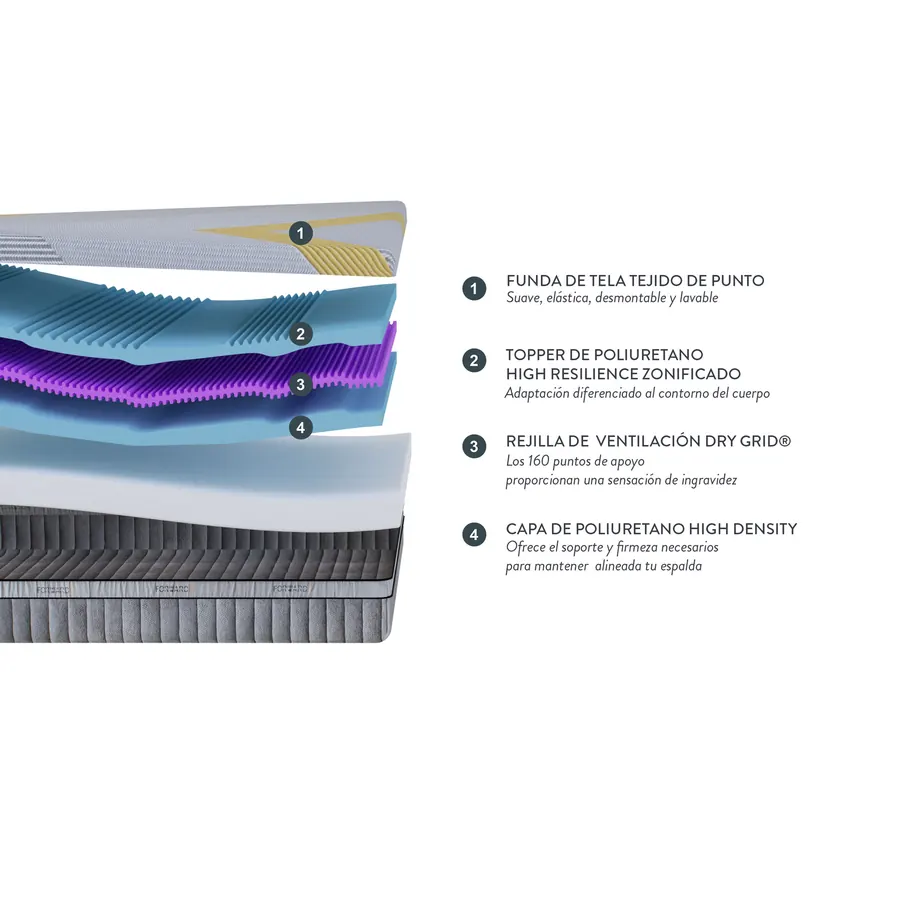 1
2
3
4
FORWARD FORWARD FORWARD
1 FUNDA DE TELA TEJIDO DE PUNTO
Suave, elástica, desmontable y lavable
2 TOPPER DE POLIURETANO
HIGH RESILIENCE ZONIFICADO
Adaptación diferenciado al contorno del cuerpo
3 REJILLA DE VENTILACIÓN DRY GRID®
Los 160 puntos de apoyo
proporcionan una sensación de ingravidez
4 CAPA DE POLIURETANO HIGH DENSITY
Ofrece el soporte y firmeza necesarios
para mantener alineada tu espalda